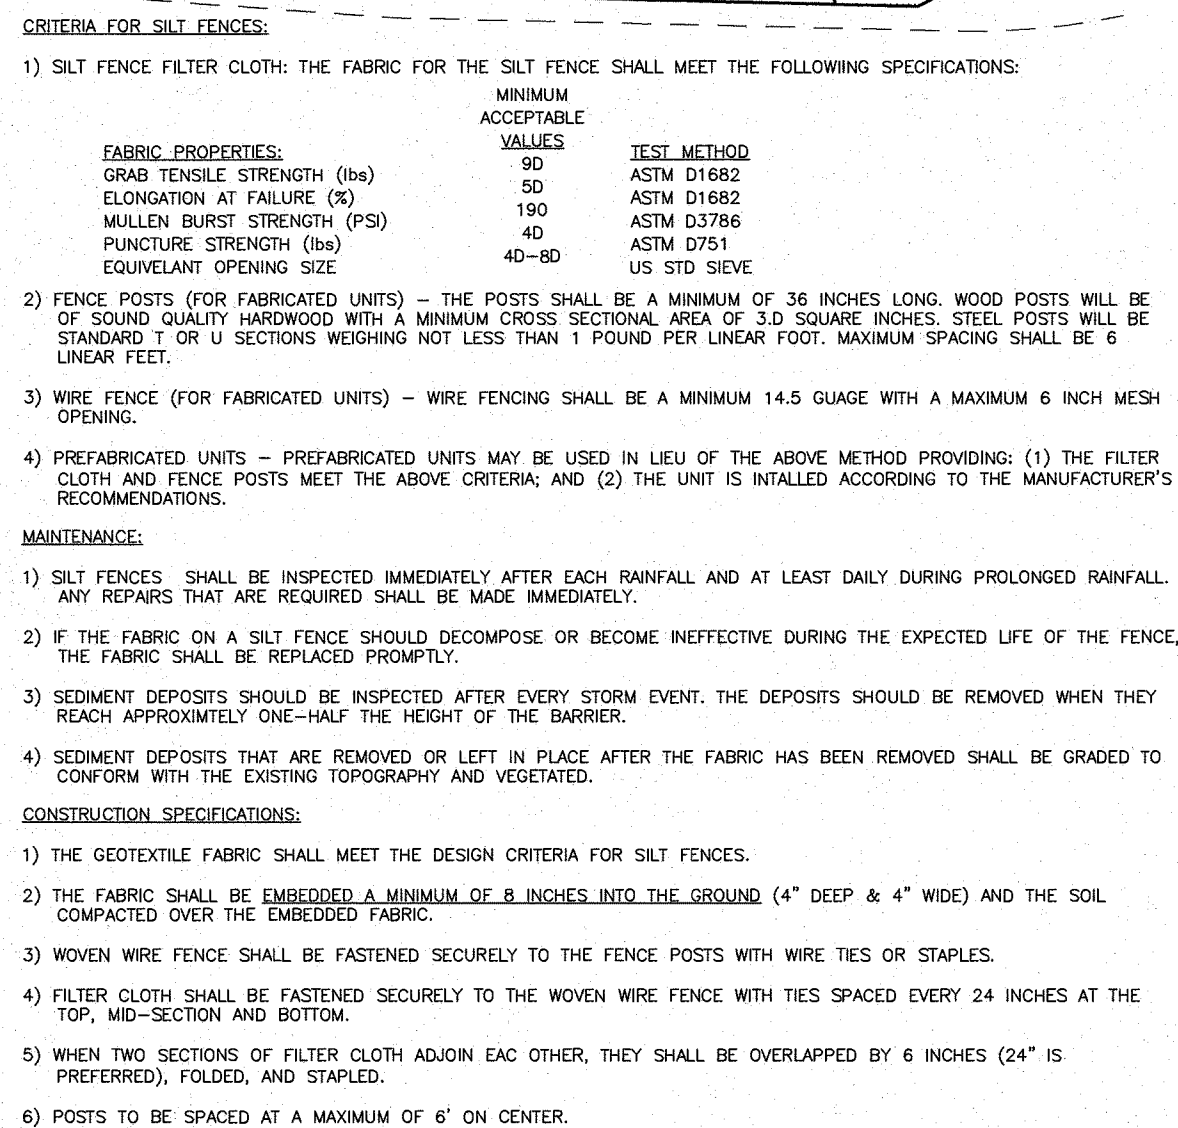 CRITERIA FOR SILT FENCES:
1) SILT FENCE FILTER CLOTH: THE FABRIC FOR THE SILT FENCE SHALL MEET THE FOLLOWIING SPECIFICATIONS:
MINIMUM
ACCEPTABLE
FABRIC PROPERTIES: VALUES TEST METHOD
GRAB TENSILE STRENGTH (lbs) 9D ASTM D1682
ELONGATION AT FAILURE (%) 5D ASTM D1682
MULLEN BURST STRENGTH (PSI) 190 ASTM D3786
PUNCTURE STRENGTH (lbs) 4D ASTM D751
EQUIVELANT OPENING SIZE 4D-8D US STD SIEVE
2) FENCE POSTS (FOR FABRICATED UNITS) - THE POSTS SHALL BE A MINIMUM OF 36 INCHES LONG. WOOD POSTS WILL BE
OF SOUND QUALITY HARDWOOD WITH A MINIMUM CROSS SECTIONAL AREA OF 3.D SQUARE INCHES. STEEL POSTS WILL BE
STANDARD T OR U SECTIONS WEIGHING NOT LESS THAN 1 POUND PER LINEAR FOOT. MAXIMUM SPACING SHALL BE 6
LINEAR FEET.
3) WIRE FENCE (FOR FABRICATED UNITS) - WIRE FENCING SHALL BE A MINIMUM 14.5 GUAGE WITH A MAXIMUM 6 INCH MESH
OPENING.
4) PREFABRICATED UNITS - PREFABRICATED UNITS MAY BE USED IN LIEU OF THE ABOVE METHOD PROVIDING: (1) THE FILTER
CLOTH AND FENCE POSTS MEET THE ABOVE CRITERIA; AND (2) THE UNIT IS INTALLED ACCORDING TO THE MANUFACTURER'S
RECOMMENDATIONS.
MAINTENANCE:
1) SILT FENCES SHALL BE INSPECTED IMMEDIATELY AFTER EACH RAINFALL AND AT LEAST DAILY DURING PROLONGED RAINFALL.
ANY REPAIRS THAT ARE REQUIRED SHALL BE MADE IMMEDIATELY.
2) IF THE FABRIC ON A SILT FENCE SHOULD DECOMPOSE OR BECOME INEFFECTIVE DURING THE EXPECTED LIFE OF THE FENCE,
THE FABRIC SHALL BE REPLACED PROMPTLY.
3) SEDIMENT DEPOSITS SHOULD BE INSPECTED AFTER EVERY STORM EVENT. THE DEPOSITS SHOULD BE REMOVED WHEN THEY
REACH APPROXIMTELY ONE-HALF THE HEIGHT OF THE BARRIER.
4) SEDIMENT DEPOSITS THAT ARE REMOVED OR LEFT IN PLACE AFTER THE FABRIC HAS BEEN REMOVED SHALL BE GRADED TO
CONFORM WITH THE EXISTING TOPOGRAPHY AND VEGETATED.
CONSTRUCTION SPECIFICATIONS:
1) THE GEOTEXTILE FABRIC SHALL MEET THE DESIGN CRITERIA FOR SILT FENCES.
2) THE FABRIC SHALL BE EMBEDDED A MINIMUM OF 8 INCHES INTO THE GROUND (4" DEEP & 4" WIDE) AND THE SOIL
COMPACTED OVER THE EMBEDDED FABRIC.
3) WOVEN WIRE FENCE SHALL BE FASTENED SECURELY TO THE FENCE POSTS WITH WIRE TIES OR STAPLES.
4) FILTER CLOTH SHALL BE FASTENED SECURELY TO THE WOVEN WIRE FENCE WITH TIES SPACED EVERY 24 INCHES AT THE
TOP, MID-SECTION AND BOTTOM.
5) WHEN TWO SECTIONS OF FILTER CLOTH ADJOIN EAC OTHER, THEY SHALL BE OVERLAPPED BY 6 INCHES (24" IS
PREFERRED), FOLDED, AND STAPLED.
6) POSTS TO BE SPACED AT A MAXIMUM OF 6' ON CENTER.